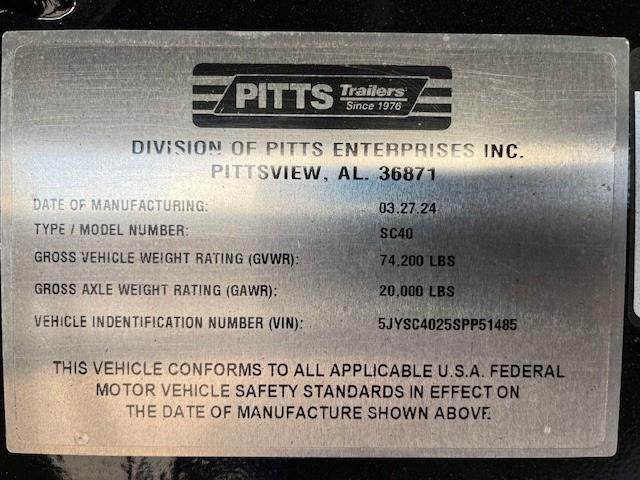 PITTS Trailers
Since 1976
DIVISION OF PITTS ENTERPRISES INC.
PITTSVIEW, AL. 36871
DATE OF MANUFACTURING: 03.27.24
TYPE / MODEL NUMBER: SC40
GROSS VEHICLE WEIGHT RATING (GVWR): 74,200 LBS
GROSS AXLE WEIGHT RATING (GAWR): 20,000 LBS
VEHICLE INDENTIFICATION NUMBER (VIN): 5JYSC4025SPP51485
THIS VEHICLE CONFORMS TO ALL APPLICABLE U.S.A. FEDERAL
MOTOR VEHICLE SAFETY STANDARDS IN EFFECT ON
THE DATE OF MANUFACTURE SHOWN ABOVE.